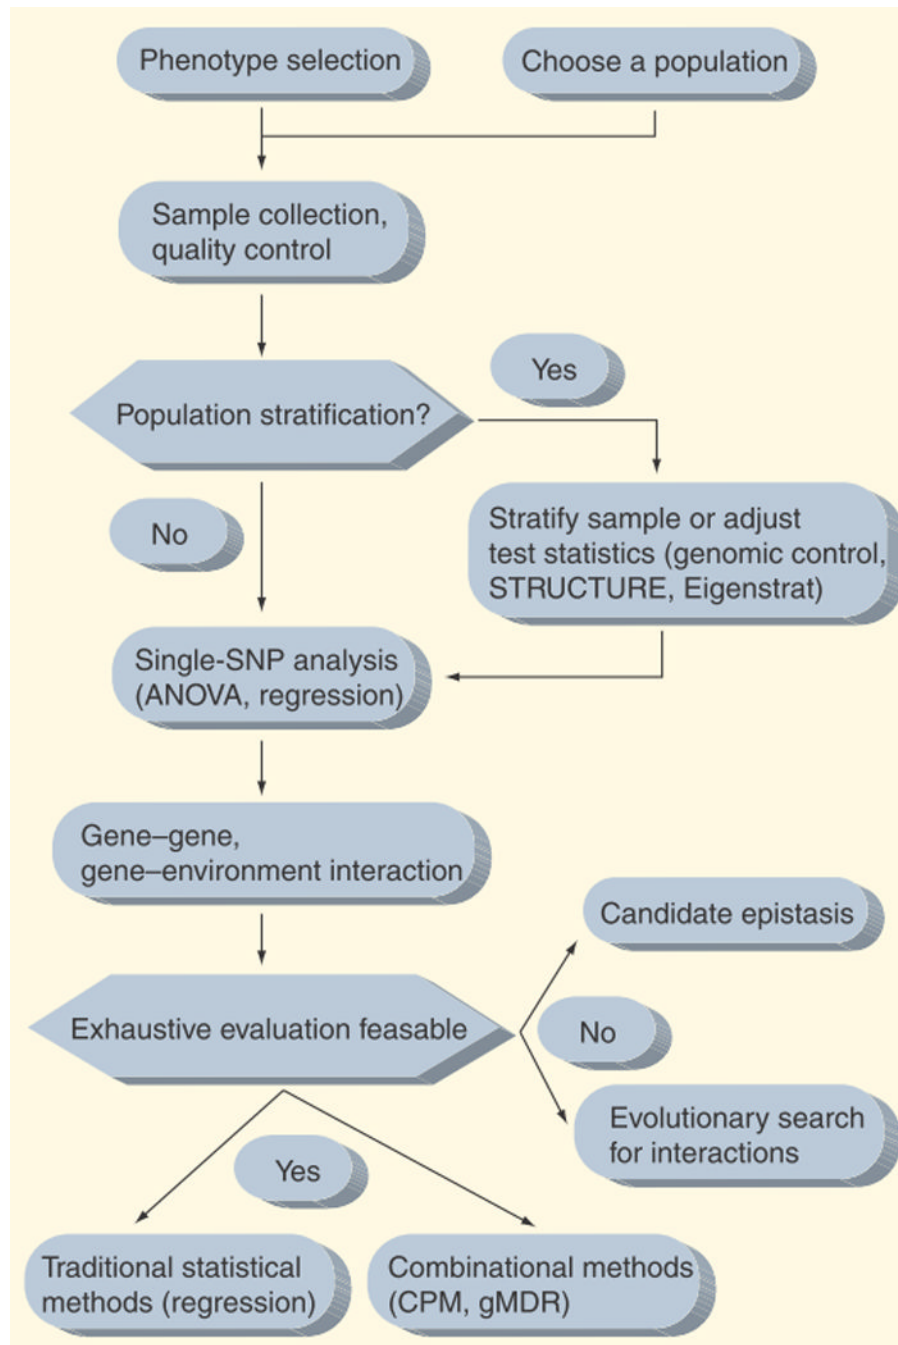 Phenotype selection
Choose a population
Sample collection,
quality control
Population stratification?
Yes
No
Stratify sample or adjust
test statistics (genomic control,
STRUCTURE, Eigenstrat)
Single-SNP analysis
(ANOVA, regression)
Gene–gene,
gene–environment interaction
Exhaustive evaluation feasable
Candidate epistasis
No
Evolutionary search
for interactions
Yes
Traditional statistical
methods (regression)
Combinational methods
(CPM, gMDR)